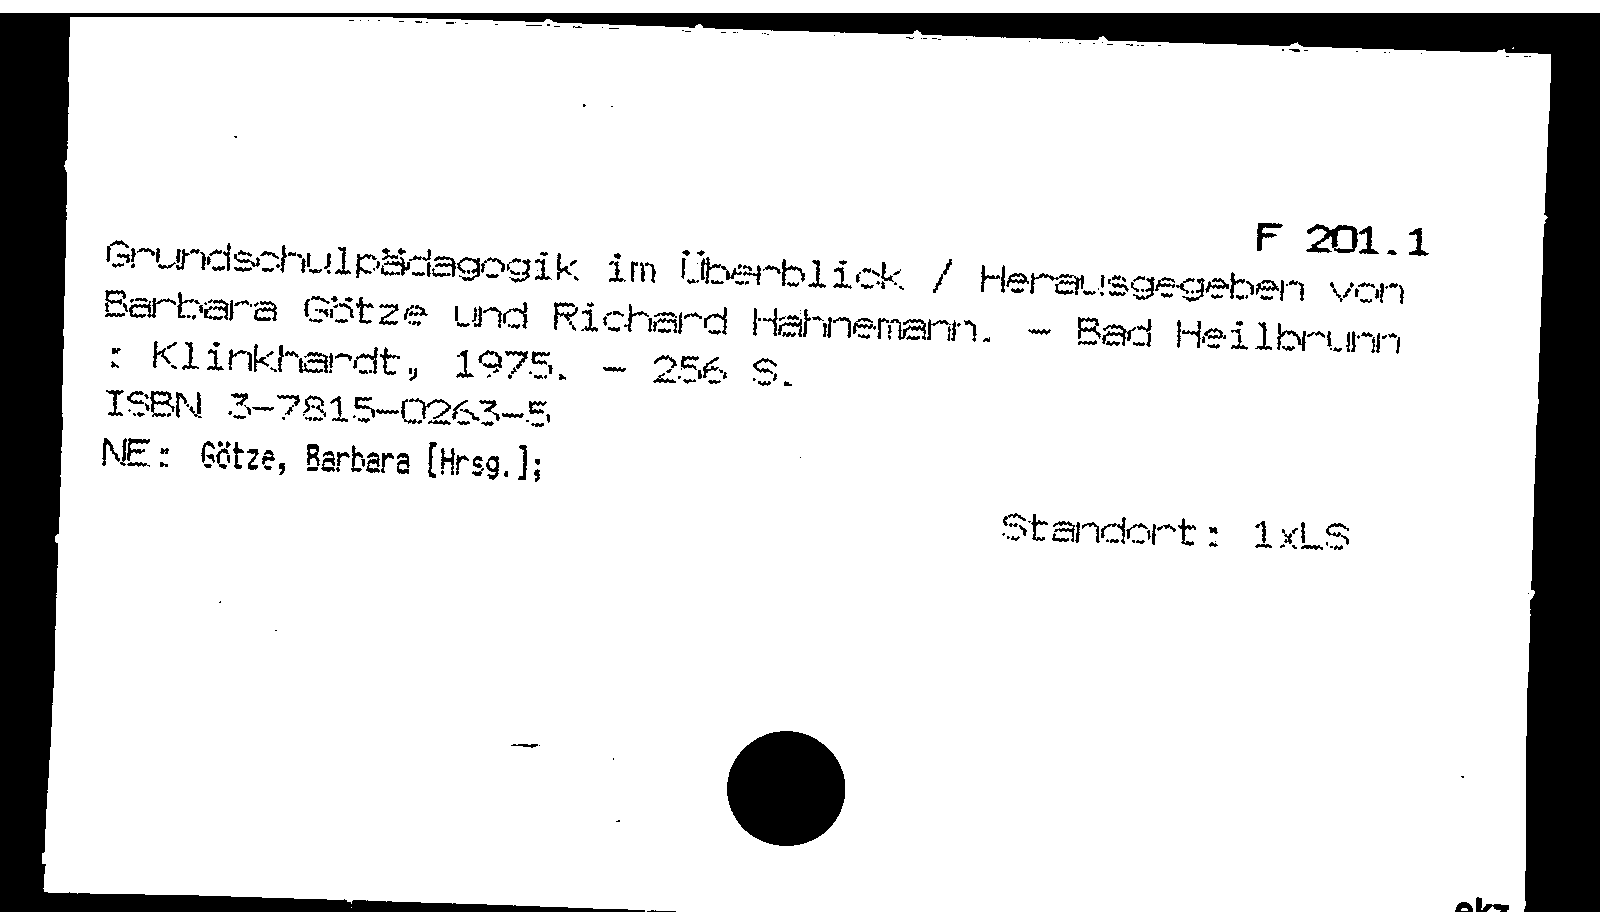 F 201.1
Grundschulpädagogik im Überblick / Herausgegeben von
Barbara Götze und Richard Hahnemann. - Bad Heilbrunn
: Klinkhardt, 1975. - 256 S.
ISBN 3-7815-0263-5
NE: Götze, Barbara [Hrsg.];
Standort: 1xLS
ekz